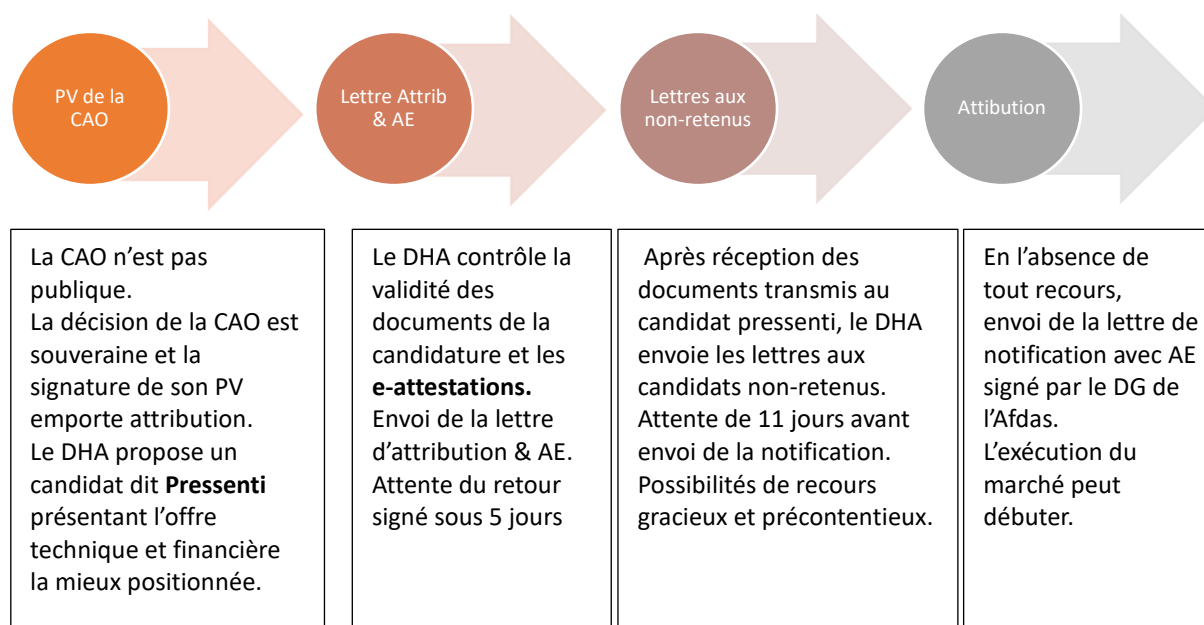 PV de la
CAO
Lettre Attrib
& AE
Lettres aux
non-retenus
Attibution
La CAO n’est pas
publique.
La décision de la CAO est
souveraine et la
signature de son PV
emporte attribution.
Le DHA propose un
candidat dit Pressenti
présentant l’offre
technique et financière
la mieux positionnée.
Le DHA contrôle la
validité des
documents de la
candidature et les
e-attestations.
Envoi de la lettre
d’attribution & AE.
Attente du retour
signé sous 5 jours
Après réception des
documents transmis au
candidat pressenti, le DHA
envoie les lettres aux
candidats non-retenus.
Attente de 11 jours avant
envoi de la notification.
Possibilités de recours
gracieux et précontentieux.
En l’absence de
tout recours,
envoi de la lettre de
notification avec AE
signé par le DG de
l’Afdas.
L’exécution du
marché peut
débuter.